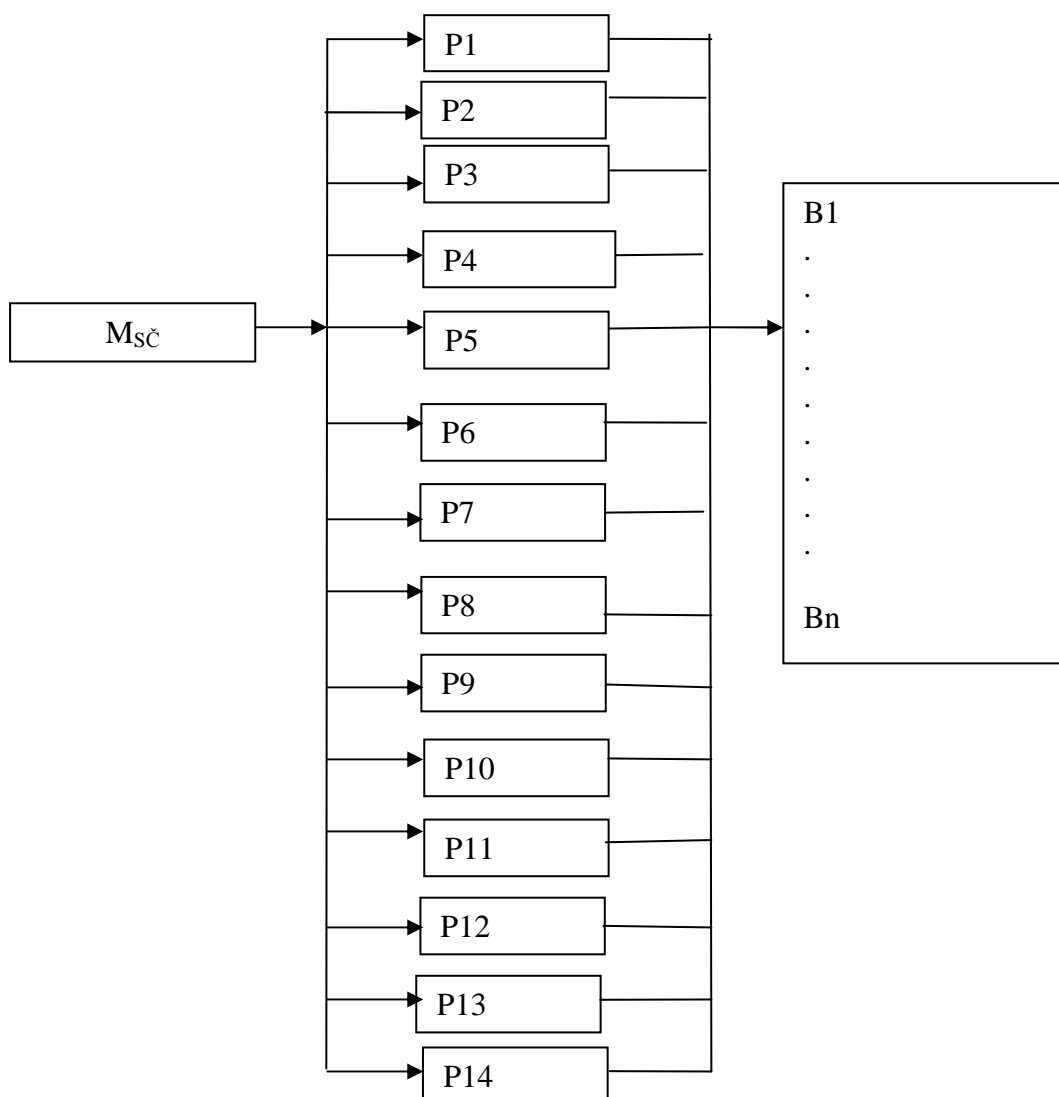 P1
P2
P3
P4
P5
P6
P7
P8
P9
P10
P11
P12
P13
P14
MSČ
B1
.
.
.
.
.
.
.
.
.
Bn